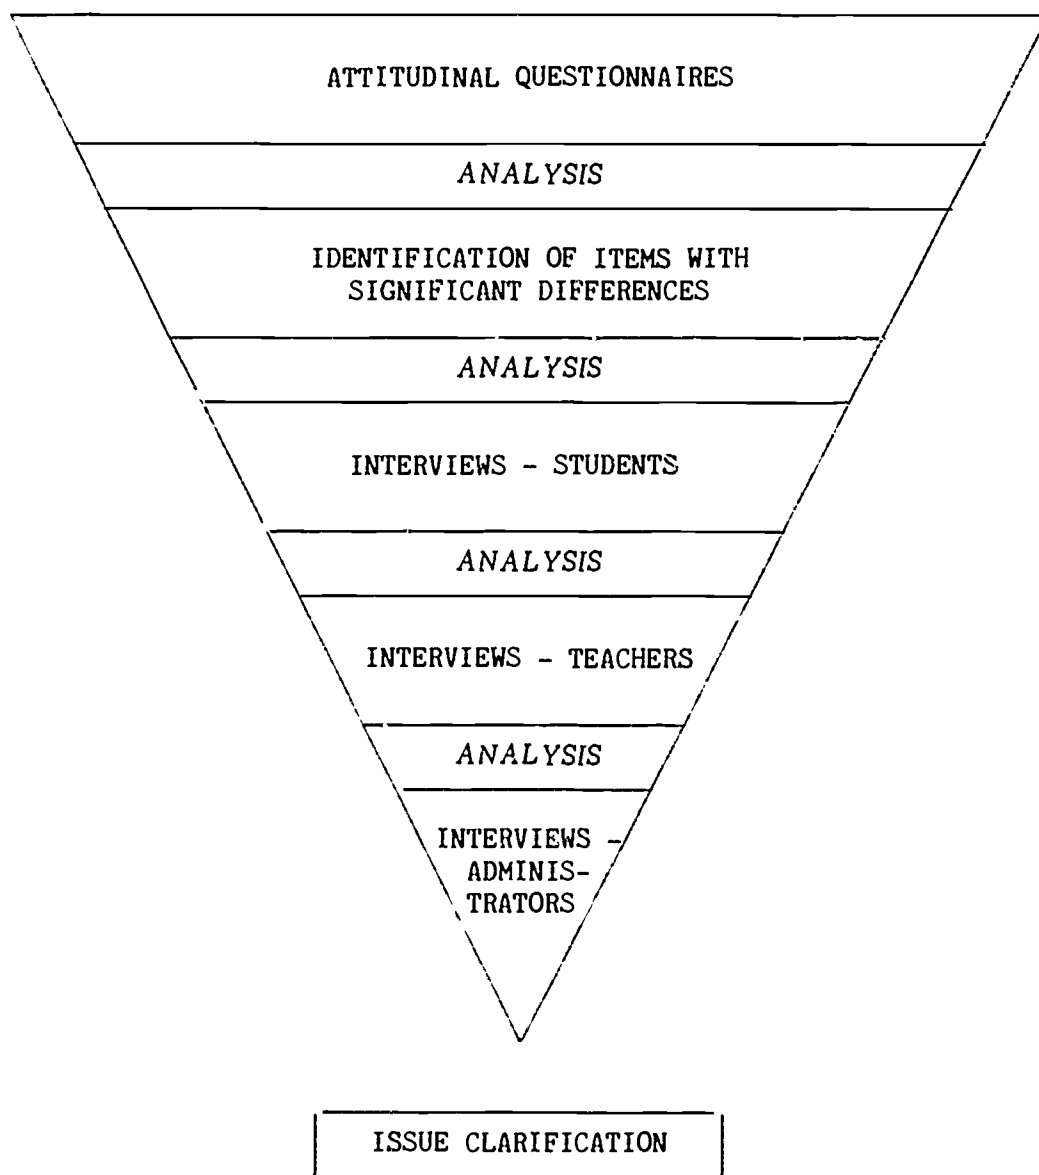 ATTITUDINAL QUESTIONNAIRES
ANALYSIS
IDENTIFICATION OF ITEMS WITH
SIGNIFICANT DIFFERENCES
ANALYSIS
INTERVIEWS - STUDENTS
ANALYSIS
INTERVIEWS - TEACHERS
ANALYSIS
INTERVIEWS -
ADMINIS-
TRATORS
ISSUE CLARIFICATION